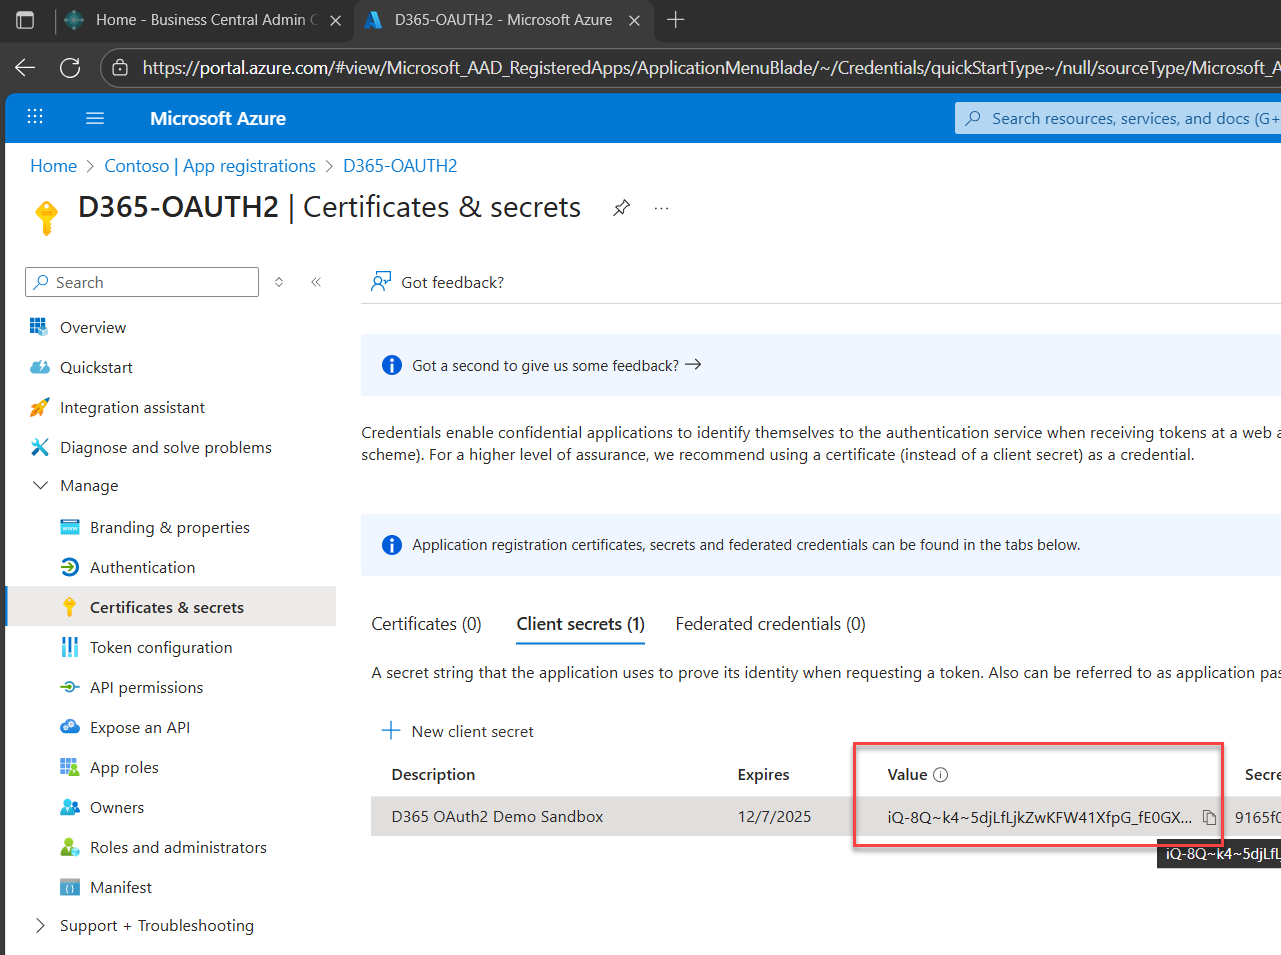 Home - Business Central Admin C
D365-OAUTH2 - Microsoft Azure
https://portal.azure.com/#view/Microsoft_AAD_RegisteredApps/ApplicationMenuBlade/~/Credentials/quickStartType~/null/sourceType/Microsoft_A
Microsoft Azure
Search resources, services, and docs (G+
Home > Contoso | App registrations > D365-OAUTH2
D365-OAUTH2 | Certificates & secrets
Search
Got feedback?
Overview
Quickstart
Integration assistant
Diagnose and solve problems
Manage
Branding & properties
Authentication
Certificates & secrets
Token configuration
API permissions
Expose an API
App roles
Owners
Roles and administrators
Manifest
Support + Troubleshooting
Got a second to give us some feedback?
Credentials enable confidential applications to identify themselves to the authentication service when receiving tokens at a web a
scheme). For a higher level of assurance, we recommend using a certificate (instead of a client secret) as a credential.
Application registration certificates, secrets and federated credentials can be found in the tabs below.
Certificates (0) Client secrets (1) Federated credentials (0)
A secret string that the application uses to prove its identity when requesting a token. Also can be referred to as application pas
New client secret
Description Expires Value Secre
D365 OAuth2 Demo Sandbox 12/7/2025 iQ-8Q~k4~5djLfLjkZwKFW41XfpG_fE0GX... 9165f0
iQ-8Q~k4~5djLfL